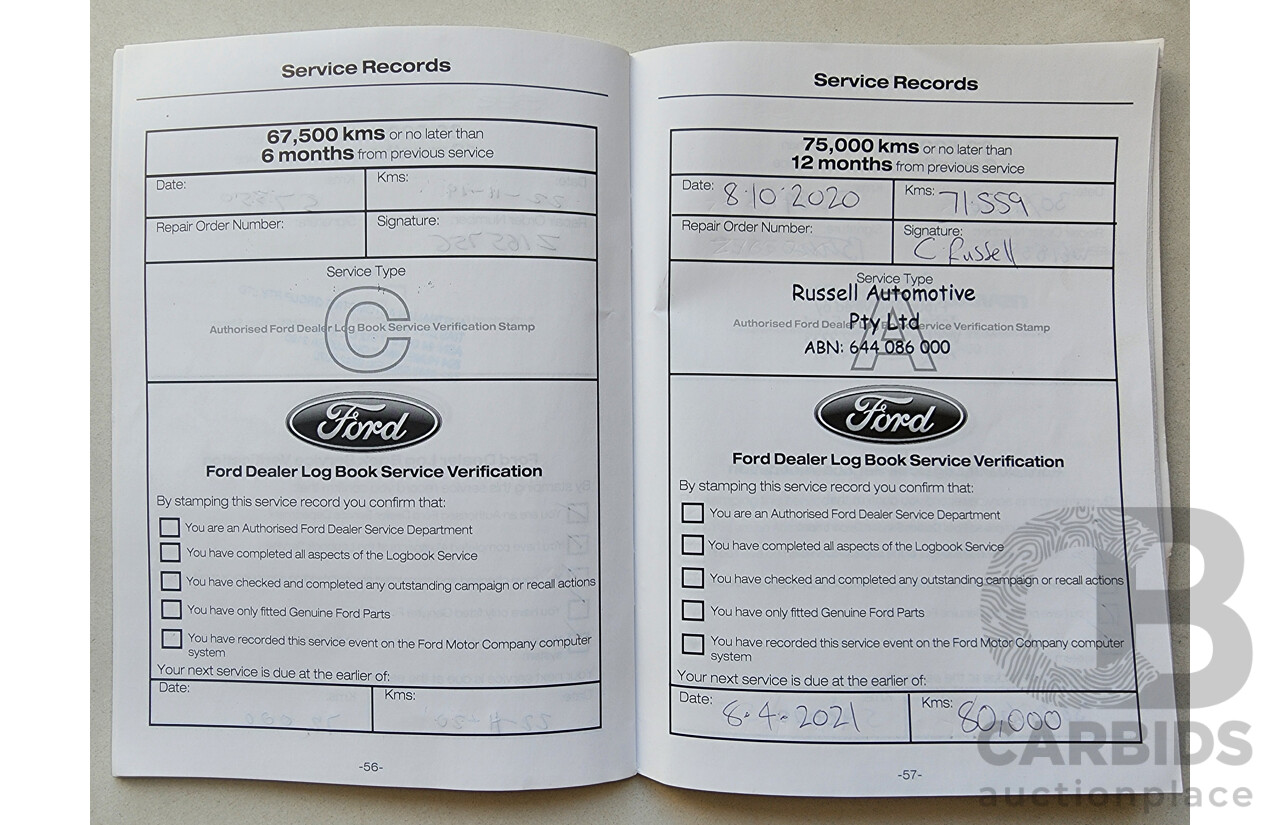 Service Records
67,500 kms or no later than
6 months from previous service
Date:
Kms:
Repair Order Number:
Signature:
Service Type
C
Authorised Ford Dealer Log Book Service Verification Stamp
Ford
Ford Dealer Log Book Service Verification
By stamping this service record you confirm that:
You are an Authorised Ford Dealer Service Department
You have completed all aspects of the Logbook Service
You have checked and completed any outstanding campaign or recall actions
You have only fitted Genuine Ford Parts
You have recorded this service event on the Ford Motor Company computer
system
Your next service is due at the earlier of:
Date:
Kms:
-56-
Service Records
75,000 kms or no later than
12 months from previous service
Date: 8·10·2020
Kms: 71·559
Repair Order Number:
Signature:
C. Russell
Service Type
Russell Automotive
A
Authorised Ford Dealer Log Book Service Verification Stamp
Pty Ltd
ABN: 644 086 000
Ford
Ford Dealer Log Book Service Verification
By stamping this service record you confirm that:
You are an Authorised Ford Dealer Service Department
You have completed all aspects of the Logbook Service
You have checked and completed any outstanding campaign or recall actions
You have only fitted Genuine Ford Parts
You have recorded this service event on the Ford Motor Company computer
system
Your next service is due at the earlier of:
Date: 8·4·2021
Kms: 80,000
-57-
CB
CARBIDS
auctionplace